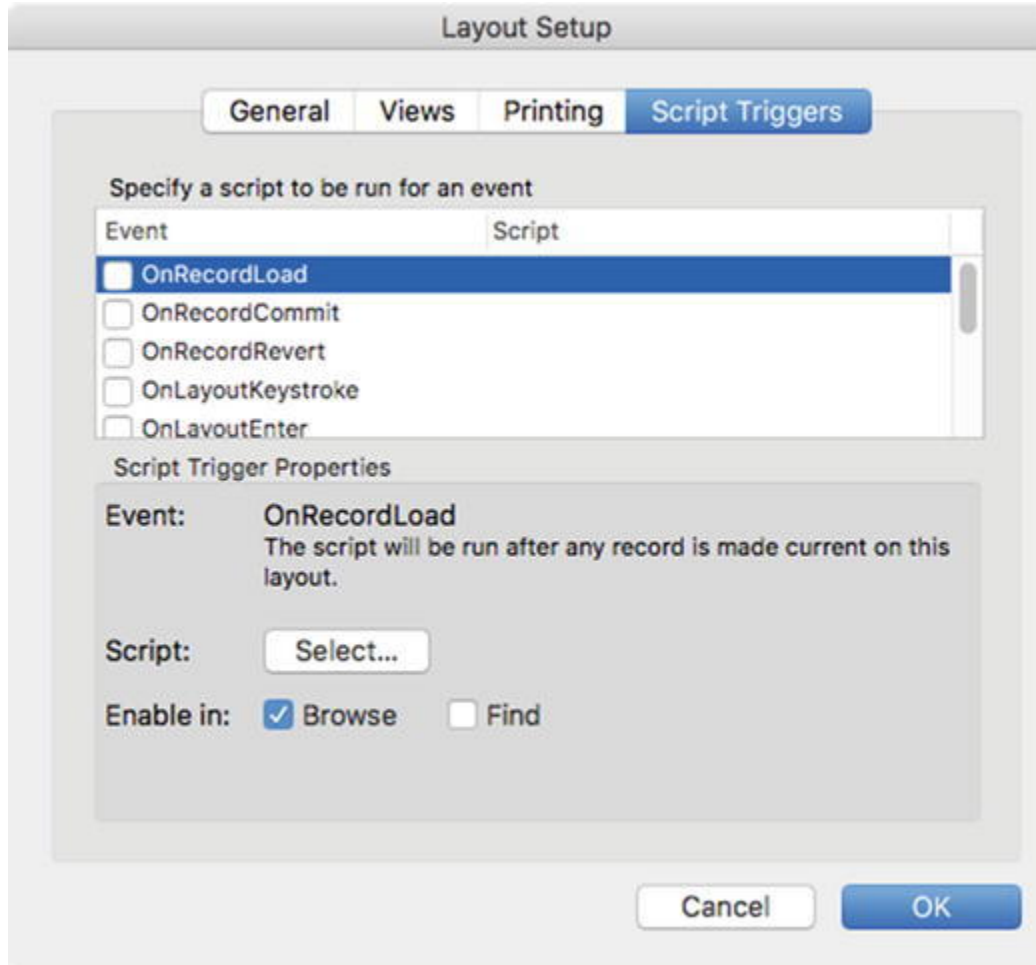 Layout Setup
General Views Printing Script Triggers
Specify a script to be run for an event
Event Script
OnRecordLoad
OnRecordCommit
OnRecordRevert
OnLayoutKeystroke
OnLayoutEnter
Script Trigger Properties
Event: OnRecordLoad
The script will be run after any record is made current on this
layout.
Script: Select...
Enable in: Browse Find
Cancel OK